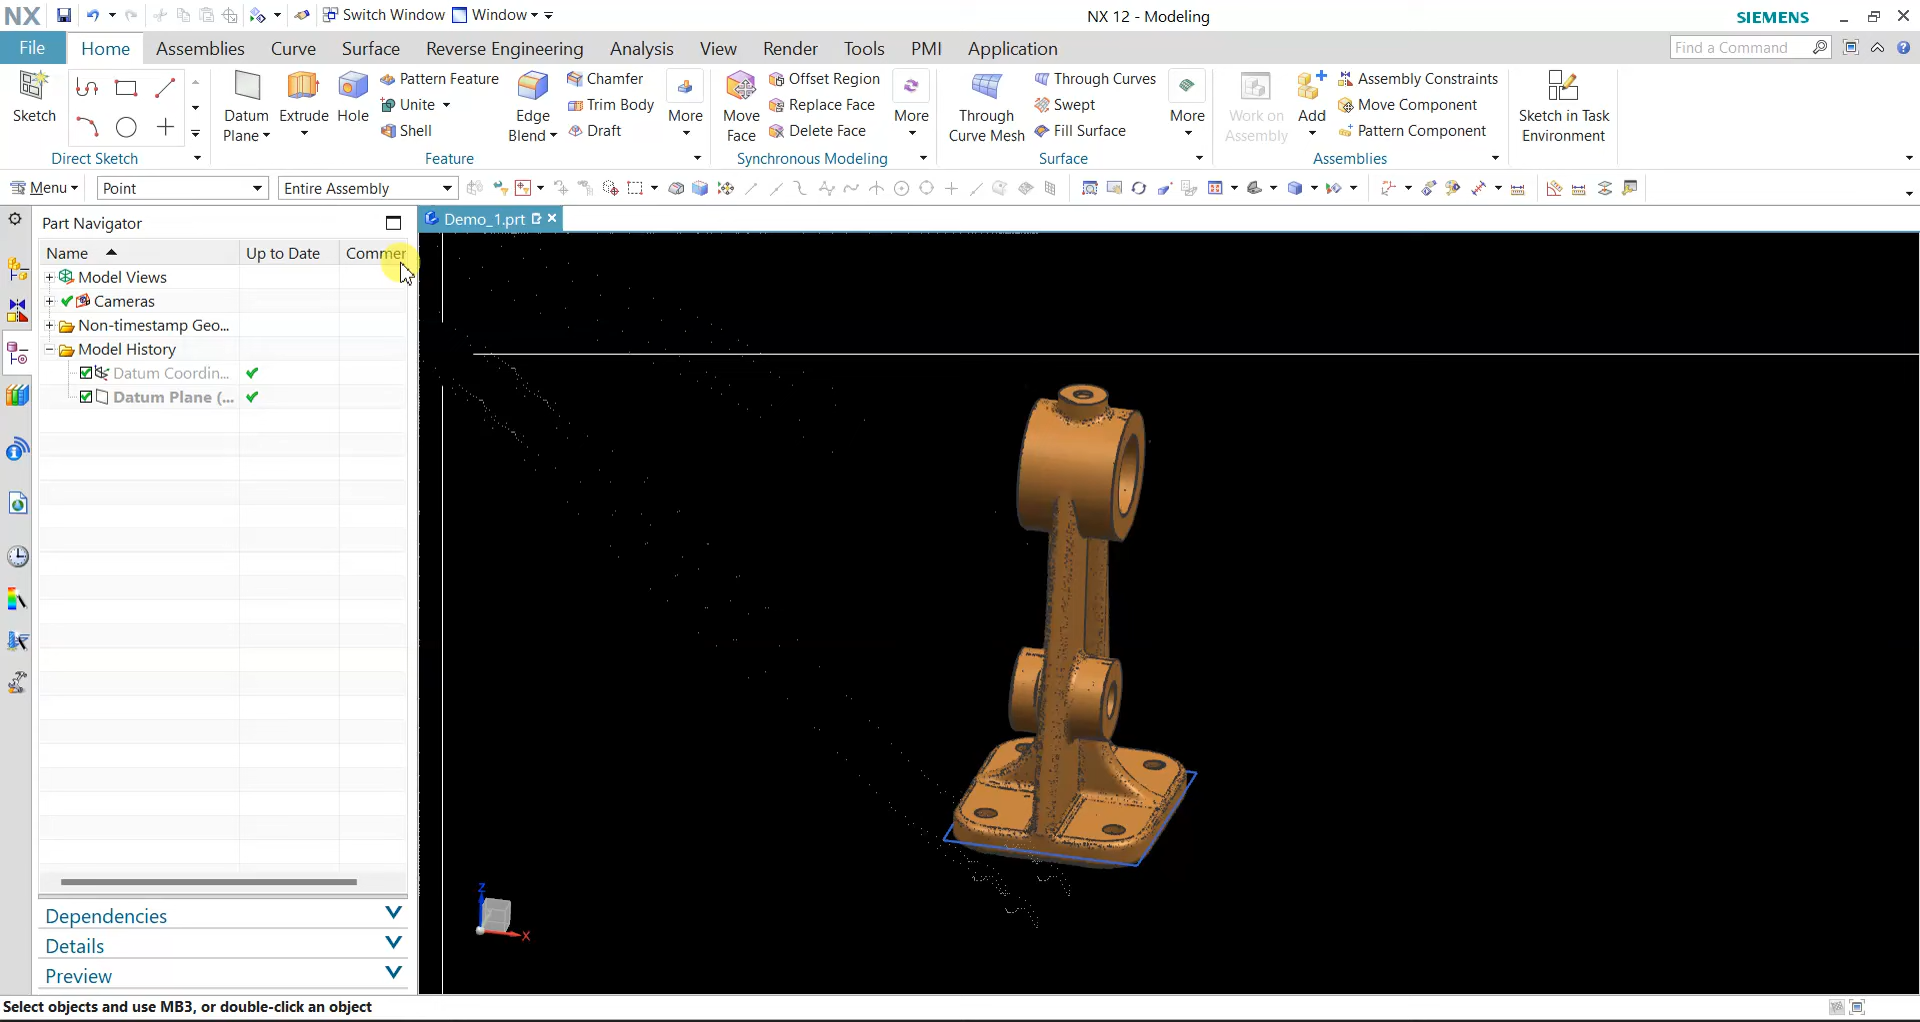 NX
Switch Window
Window
NX 12 - Modeling
SIEMENS
File
Home
Assemblies
Curve
Surface
Reverse Engineering
Analysis
View
Render
Tools
PMI
Application
Find a Command
Sketch
Direct Sketch
Datum
Plane
Extrude
Hole
Pattern Feature
Unite
Shell
Edge
Blend
Chamfer
Trim Body
Draft
More
Feature
Move
Face
Offset Region
Replace Face
Delete Face
More
Synchronous Modeling
Through
Curve Mesh
Through Curves
Swept
Fill Surface
More
Surface
Work on
Assembly
Add
Assembly Constraints
Move Component
Pattern Component
Assemblies
Sketch in Task
Environment
Menu
Point
Entire Assembly
Part Navigator
Demo_1.prt
Name
Up to Date
Commer
Model Views
Cameras
Non-timestamp Geo...
Model History
Datum Coordin...
Datum Plane (...
Z
X
Dependencies
Details
Preview
Select objects and use MB3, or double-click an object